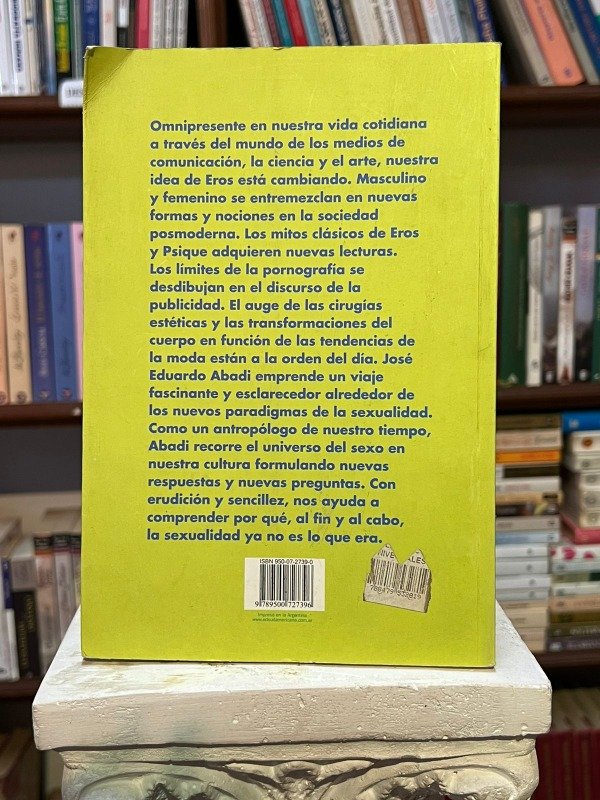 Omnipresente en nuestra vida cotidiana
a través del mundo de los medios de
comunicación, la ciencia y el arte, nuestra
idea de Eros está cambiando. Masculino
y femenino se entremezclan en nuevas
formas y nociones en la sociedad
posmoderna. Los mitos clásicos de Eros
y Psique adquieren nuevas lecturas.
Los límites de la pornografía se
desdibujan en el discurso de la
publicidad. El auge de las cirugías
estéticas y las transformaciones del
cuerpo en función de las tendencias de
la moda están a la orden del día. José
Eduardo Abadi emprende un viaje
fascinante y esclarecedor alrededor de
los nuevos paradigmas de la sexualidad.
Como un antropólogo de nuestro tiempo,
Abadi recorre el universo del sexo en
nuestra cultura formulando nuevas
respuestas y nuevas preguntas. Con
erudición y sencillez, nos ayuda a
comprender por qué, al fin y al cabo,
la sexualidad ya no es lo que era.
ISBN 950-07-2739-0
9 789500 727396
Impreso en la Argentina
www.edsudamericana.com.ar